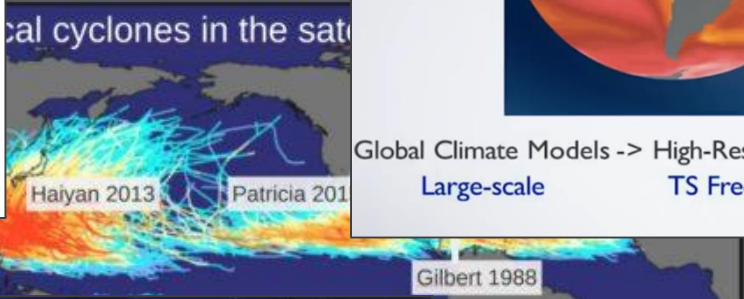 cal cyclones in the sate
Global Climate Models -> High-Res
Large-scale TS Fre
Haiyan 2013
Patricia 201
Gilbert 1988